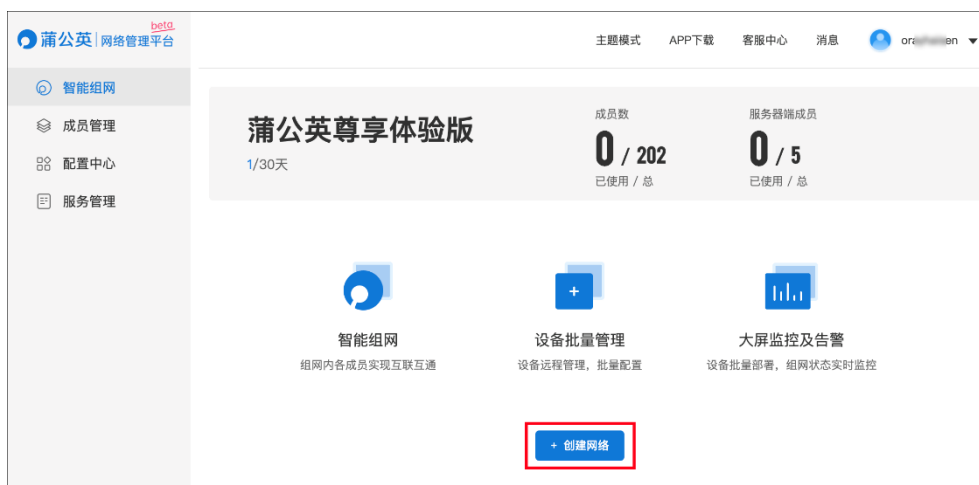 beta
蒲公英 网络管理平台
主题模式 APP下载 客服中心 消息
智能组网
成员管理
配置中心
服务管理
蒲公英尊享体验版
1/30天
成员数
0 / 202
已使用 / 总
服务器端成员
0 / 5
已使用 / 总
智能组网
组网内各成员实现互联互通
设备批量管理
设备远程管理，批量配置
大屏监控及告警
设备批量部署，组网状态实时监控
+ 创建网络